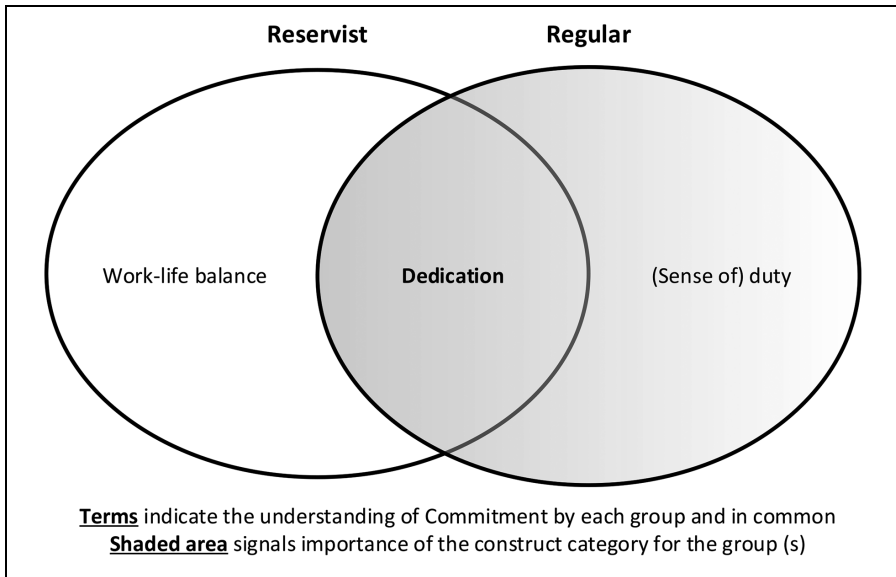 Reservist Regular
Work-life balance Dedication (Sense of) duty
Terms indicate the understanding of Commitment by each group and in common
Shaded area signals importance of the construct category for the group (s)